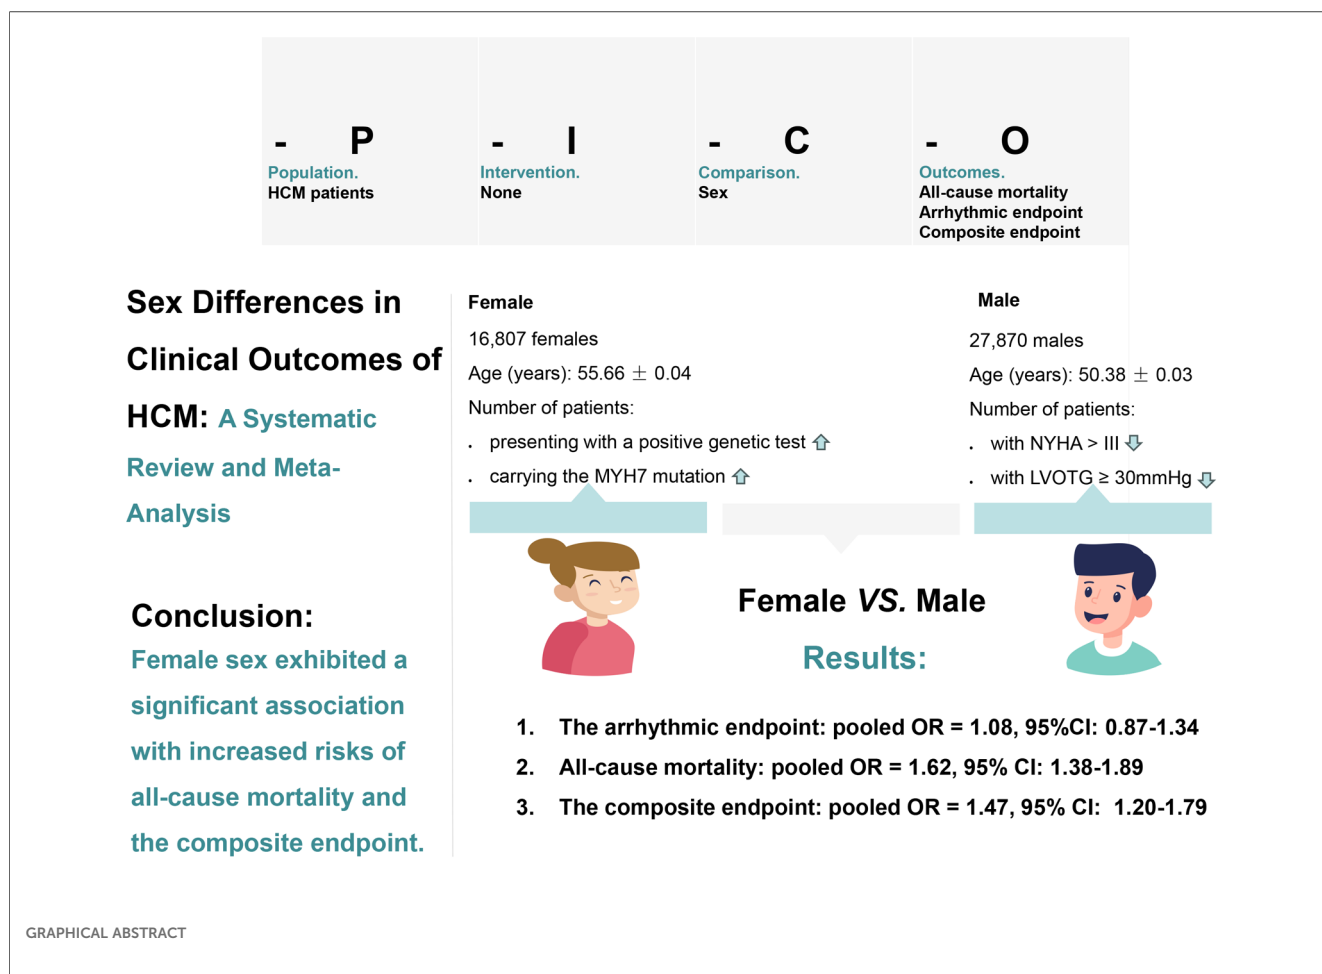 - P
Population.
HCM patients
- I
Intervention.
None
- C
Comparison.
Sex
- O
Outcomes.
All-cause mortality
Arrhythmic endpoint
Composite endpoint
Sex Differences in
Clinical Outcomes of
HCM: A Systematic
Review and Meta-
Analysis
Conclusion:
Female sex exhibited a
significant association
with increased risks of
all-cause mortality and
the composite endpoint.
Female
16,807 females
Age (years): 55.66 ± 0.04
Number of patients:
. presenting with a positive genetic test ⇧
. carrying the MYH7 mutation ⇧
Male
27,870 males
Age (years): 50.38 ± 0.03
Number of patients:
. with NYHA > III ⇩
. with LVOTG ≥ 30mmHg ⇩
Female VS. Male
Results:
1. The arrhythmic endpoint: pooled OR = 1.08, 95%CI: 0.87-1.34
2. All-cause mortality: pooled OR = 1.62, 95% CI: 1.38-1.89
3. The composite endpoint: pooled OR = 1.47, 95% CI: 1.20-1.79
GRAPHICAL ABSTRACT